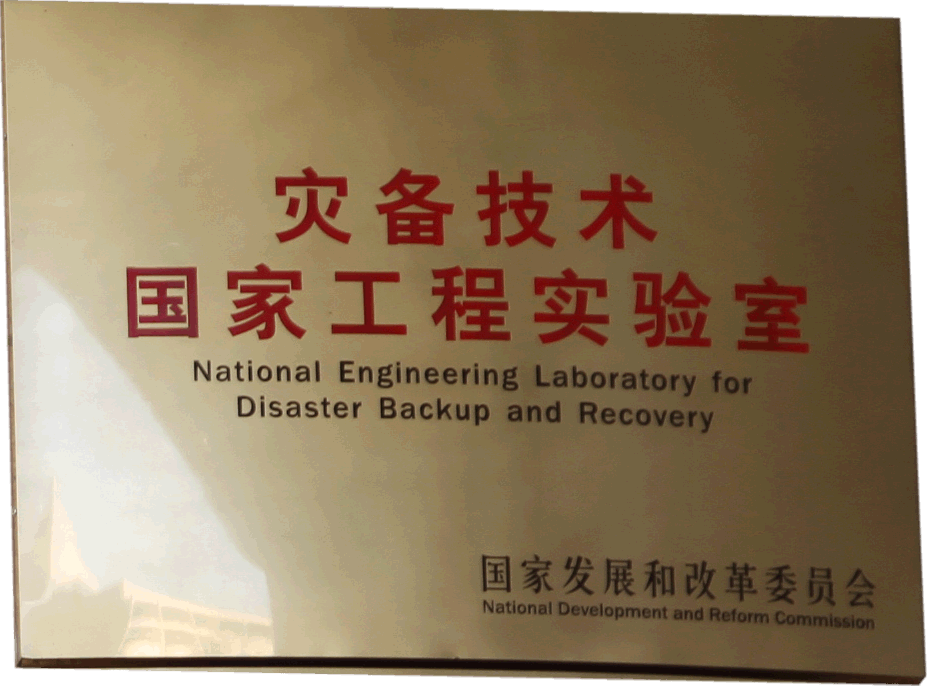 灾备技术
国家工程实验室
National Engineering Laboratory for
Disaster Backup and Recovery
国家发展和改革委员会
National Development and Reform Commission